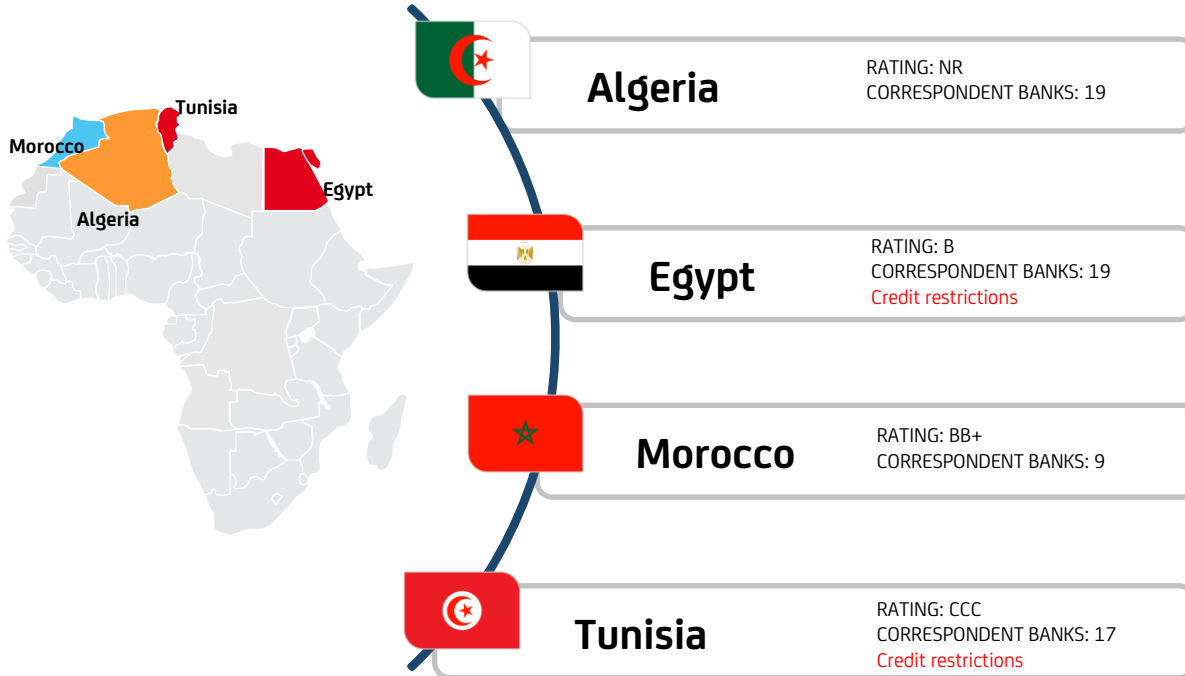 Tunisia
Morocco
Egypt
Algeria
Algeria
RATING: NR
CORRESPONDENT BANKS: 19
Egypt
RATING: B
CORRESPONDENT BANKS: 19
Credit restrictions
Morocco
RATING: BB+
CORRESPONDENT BANKS: 9
Tunisia
RATING: CCC
CORRESPONDENT BANKS: 17
Credit restrictions